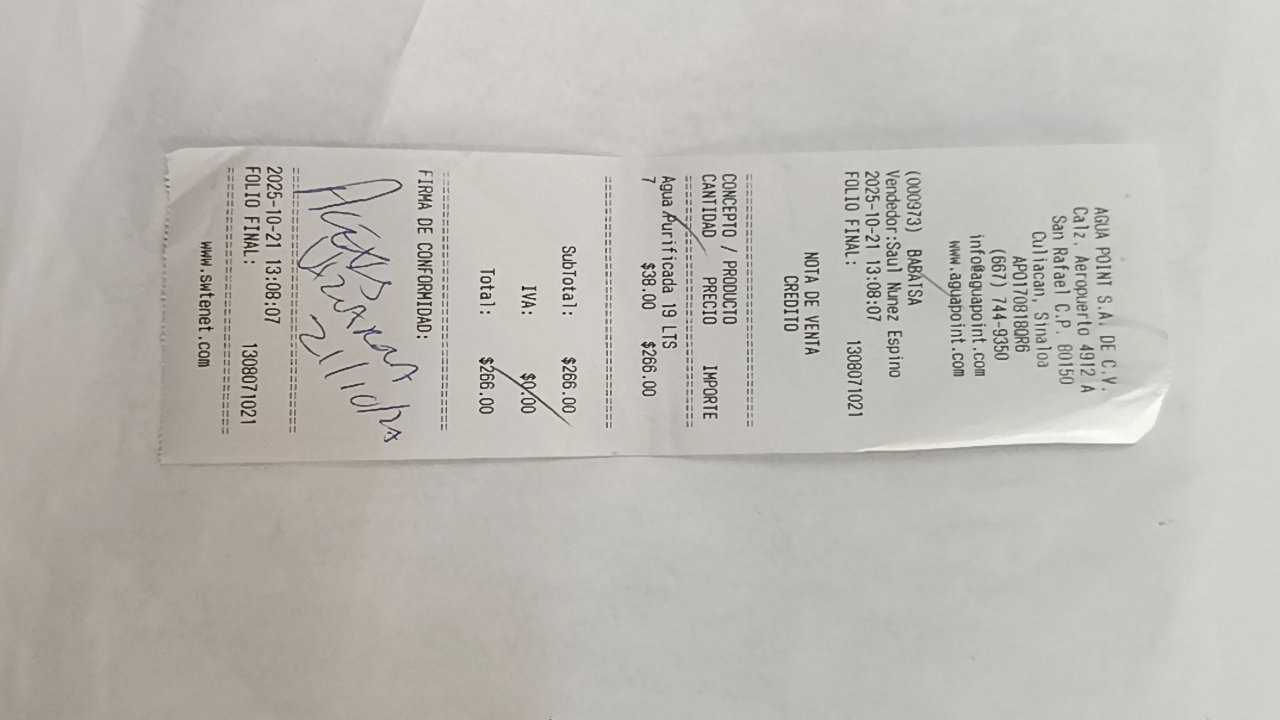 AGUA POINT S.A. DE C.V.
Calz. Aeropuerto 4912 A
San Rafael C.P. 80150
Culiacan, Sinaloa
APO170818QR6
(667) 744-9350
info@aguapoint.com
www.aguapoint.com
(000973) BABATSA
Vendedor:Saul Nunez Espino
2025-10-21 13:08:07
FOLIO FINAL: 1308071021
NOTA DE VENTA
CREDITO
CONCEPTO / PRODUCTO
CANTIDAD PRECIO IMPORTE
Agua Purificada 19 LTS
7 $38.00 $266.00
SubTotal: $266.00
IVA: $0.00
Total: $266.00
FIRMA DE CONFORMIDAD:
2025-10-21 13:08:07
FOLIO FINAL: 1308071021
www.swtenet.com